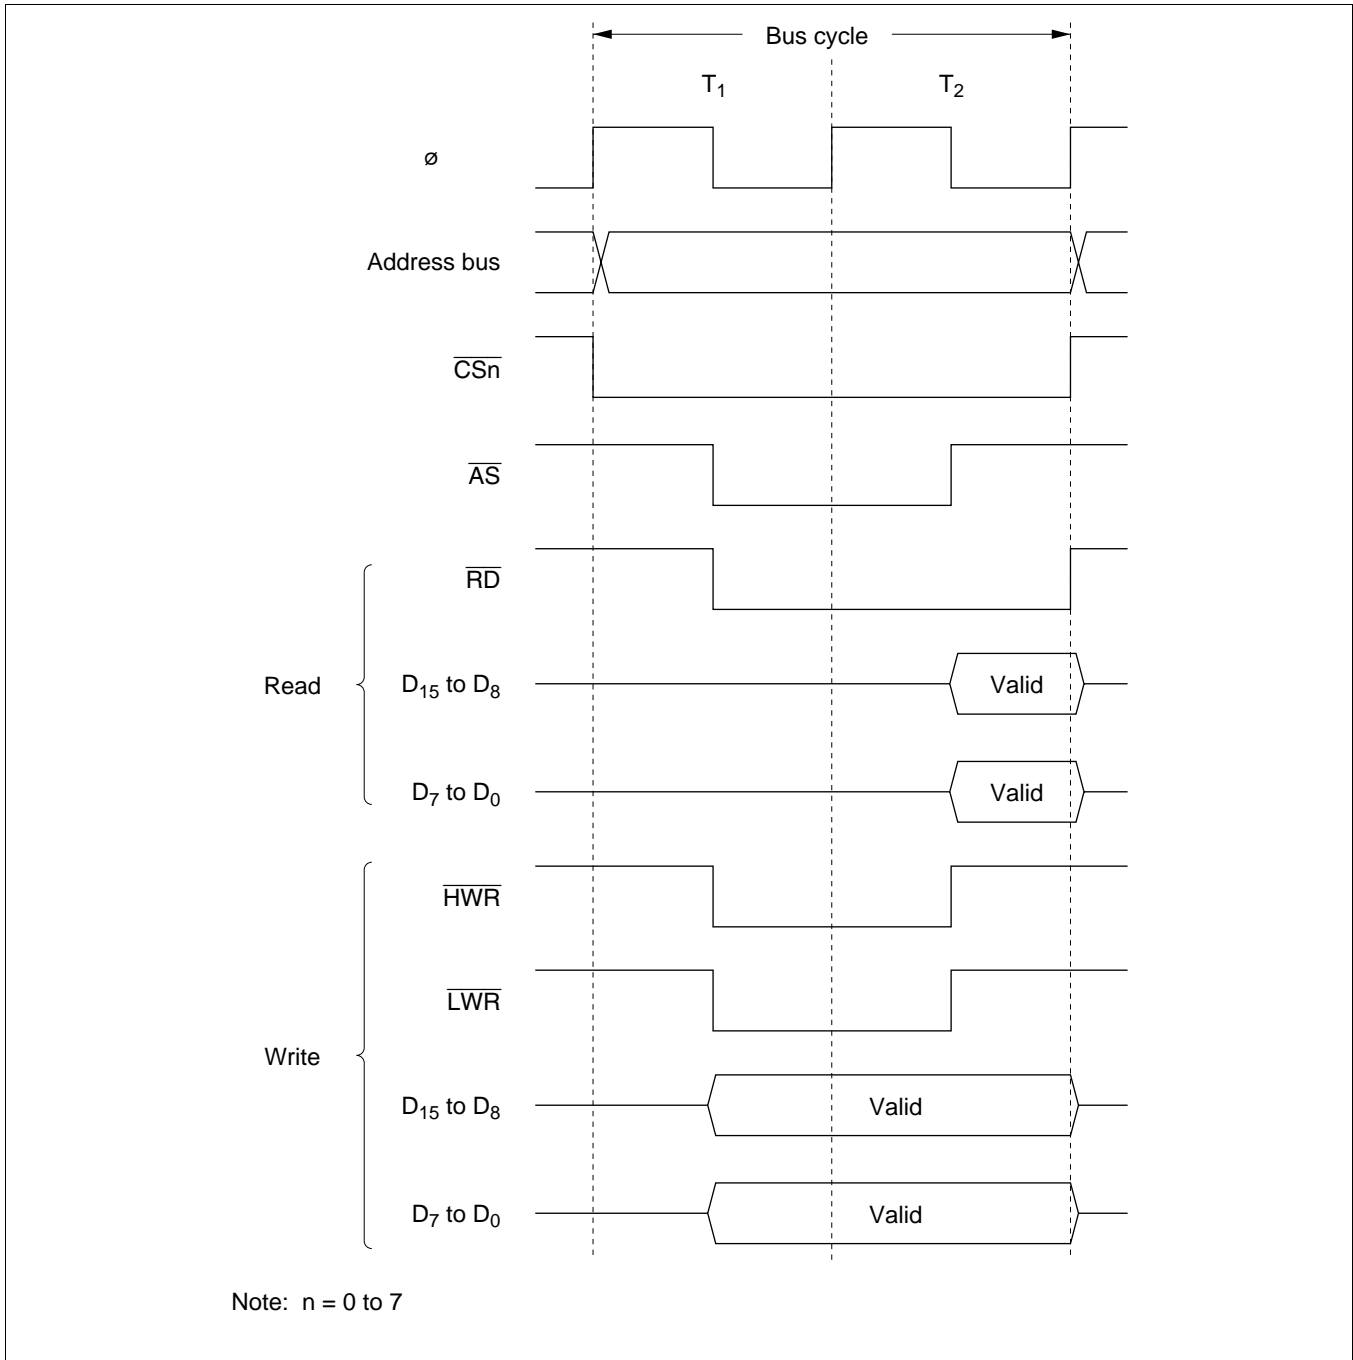 Bus cycle
T1 T2
ø
Address bus
CSn
AS
RD
Read D15 to D8 Valid
D7 to D0 Valid
HWR
LWR
Write
D15 to D8 Valid
D7 to D0 Valid
Note: n = 0 to 7